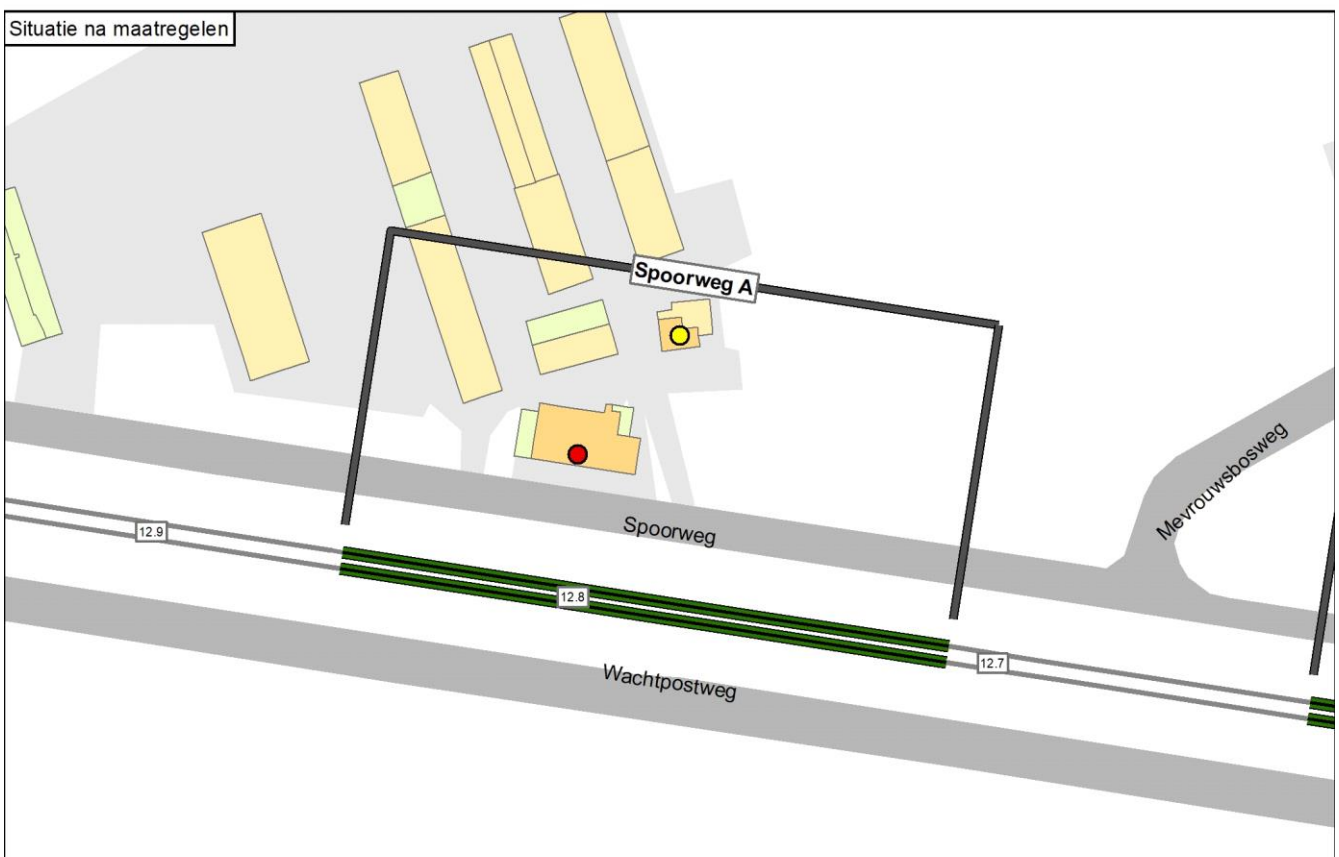 Situatie na maatregelen
Spoorweg A
Mevrouwsbosweg
12.9
Spoorweg
12.8
12.7
Wachtpostweg